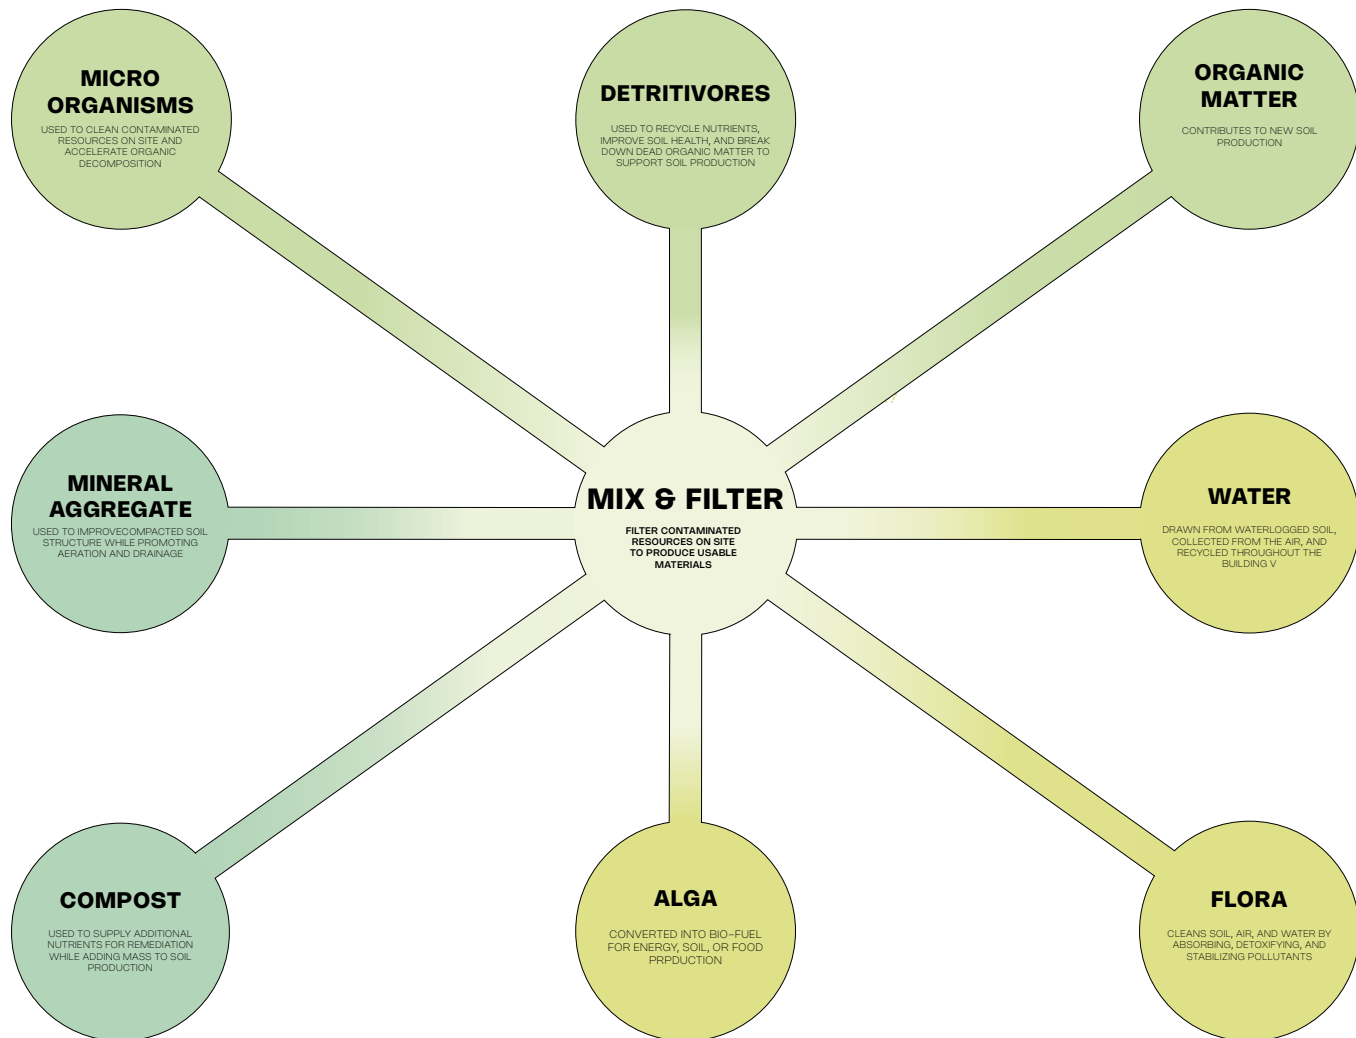 MICRO
ORGANISMS
USED TO CLEAN CONTAMINATED
RESOURCES ON SITE AND
ACCELERATE ORGANIC
DECOMPOSITION
DETRITIVORES
USED TO RECYCLE NUTRIENTS,
IMPROVE SOIL HEALTH, AND BREAK
DOWN DEAD ORGANIC MATTER TO
SUPPORT SOIL PRODUCTION
ORGANIC
MATTER
CONTRIBUTES TO NEW SOIL
PRODUCTION
MINERAL
AGGREGATE
USED TO IMPROVECOMPACTED SOIL
STRUCTURE WHILE PROMOTING
AERATION AND DRAINAGE
MIX & FILTER
FILTER CONTAMINATED
RESOURCES ON SITE
TO PRODUCE USABLE
MATERIALS
WATER
DRAWN FROM WATERLOGGED SOIL,
COLLECTED FROM THE AIR, AND
RECYCLED THROUGHOUT THE
BUILDING V
COMPOST
USED TO SUPPLY ADDITIONAL
NUTRIENTS FOR REMEDIATION
WHILE ADDING MASS TO SOIL
PRODUCTION
ALGA
CONVERTED INTO BIO-FUEL
FOR ENERGY, SOIL, OR FOOD
PRPDUCTION
FLORA
CLEANS SOIL, AIR, AND WATER BY
ABSORBING, DETOXIFYING, AND
STABILIZING POLLUTANTS